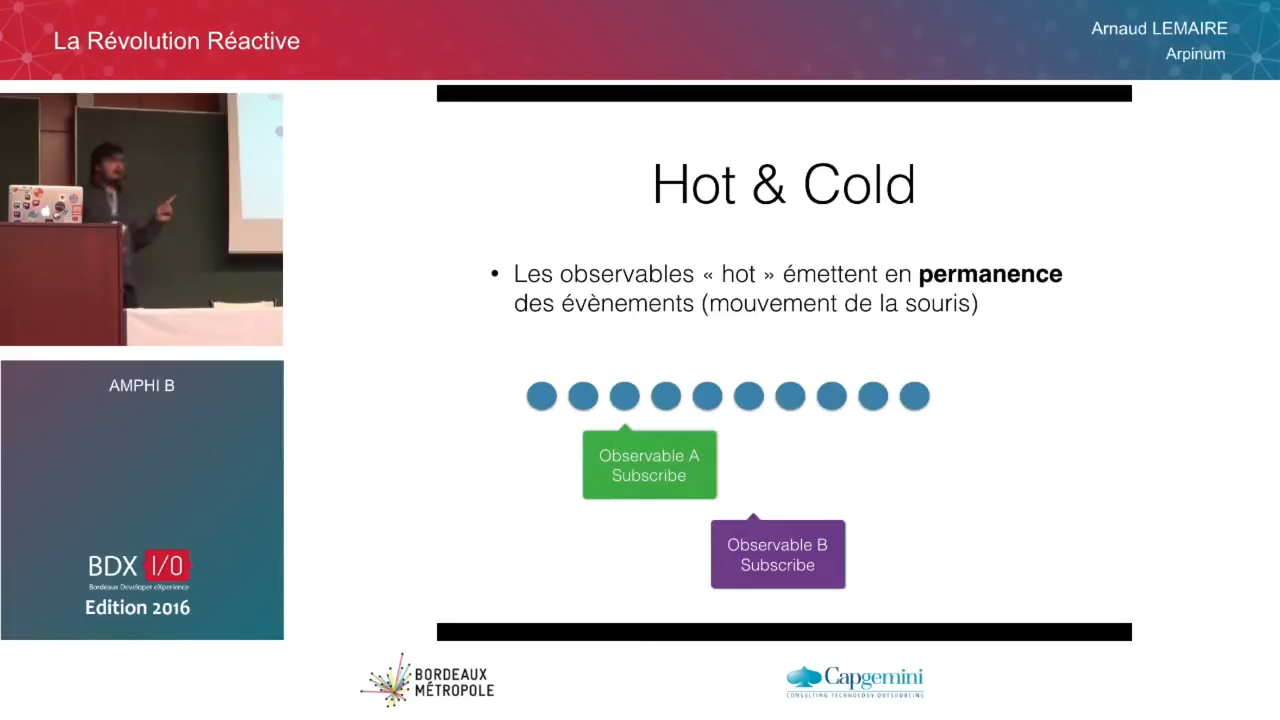 La Révolution Réactive
Arnaud LEMAIRE
Arpinum
Hot & Cold
• Les observables « hot » émettent en permanence
des évènements (mouvement de la souris)
Observable A
Subscribe
Observable B
Subscribe
AMPHI B
BDX I/O
Bordeaux Developer eXperience
Edition 2016
BORDEAUX
MÉTROPOLE
Capgemini
CONSULTING.TECHNOLOGY.OUTSOURCING